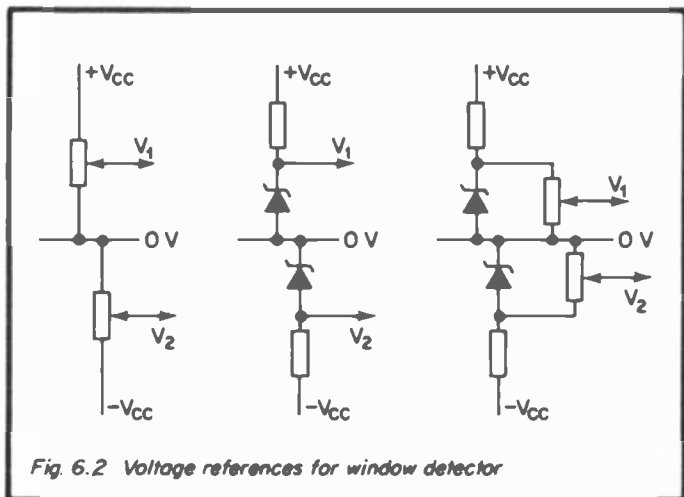 +VCC +VCC +VCC
V1 V1 V1
0 V 0 V 0 V
V2 V2 V2
-VCC -VCC -VCC
Fig. 6.2 Voltage references for window detector